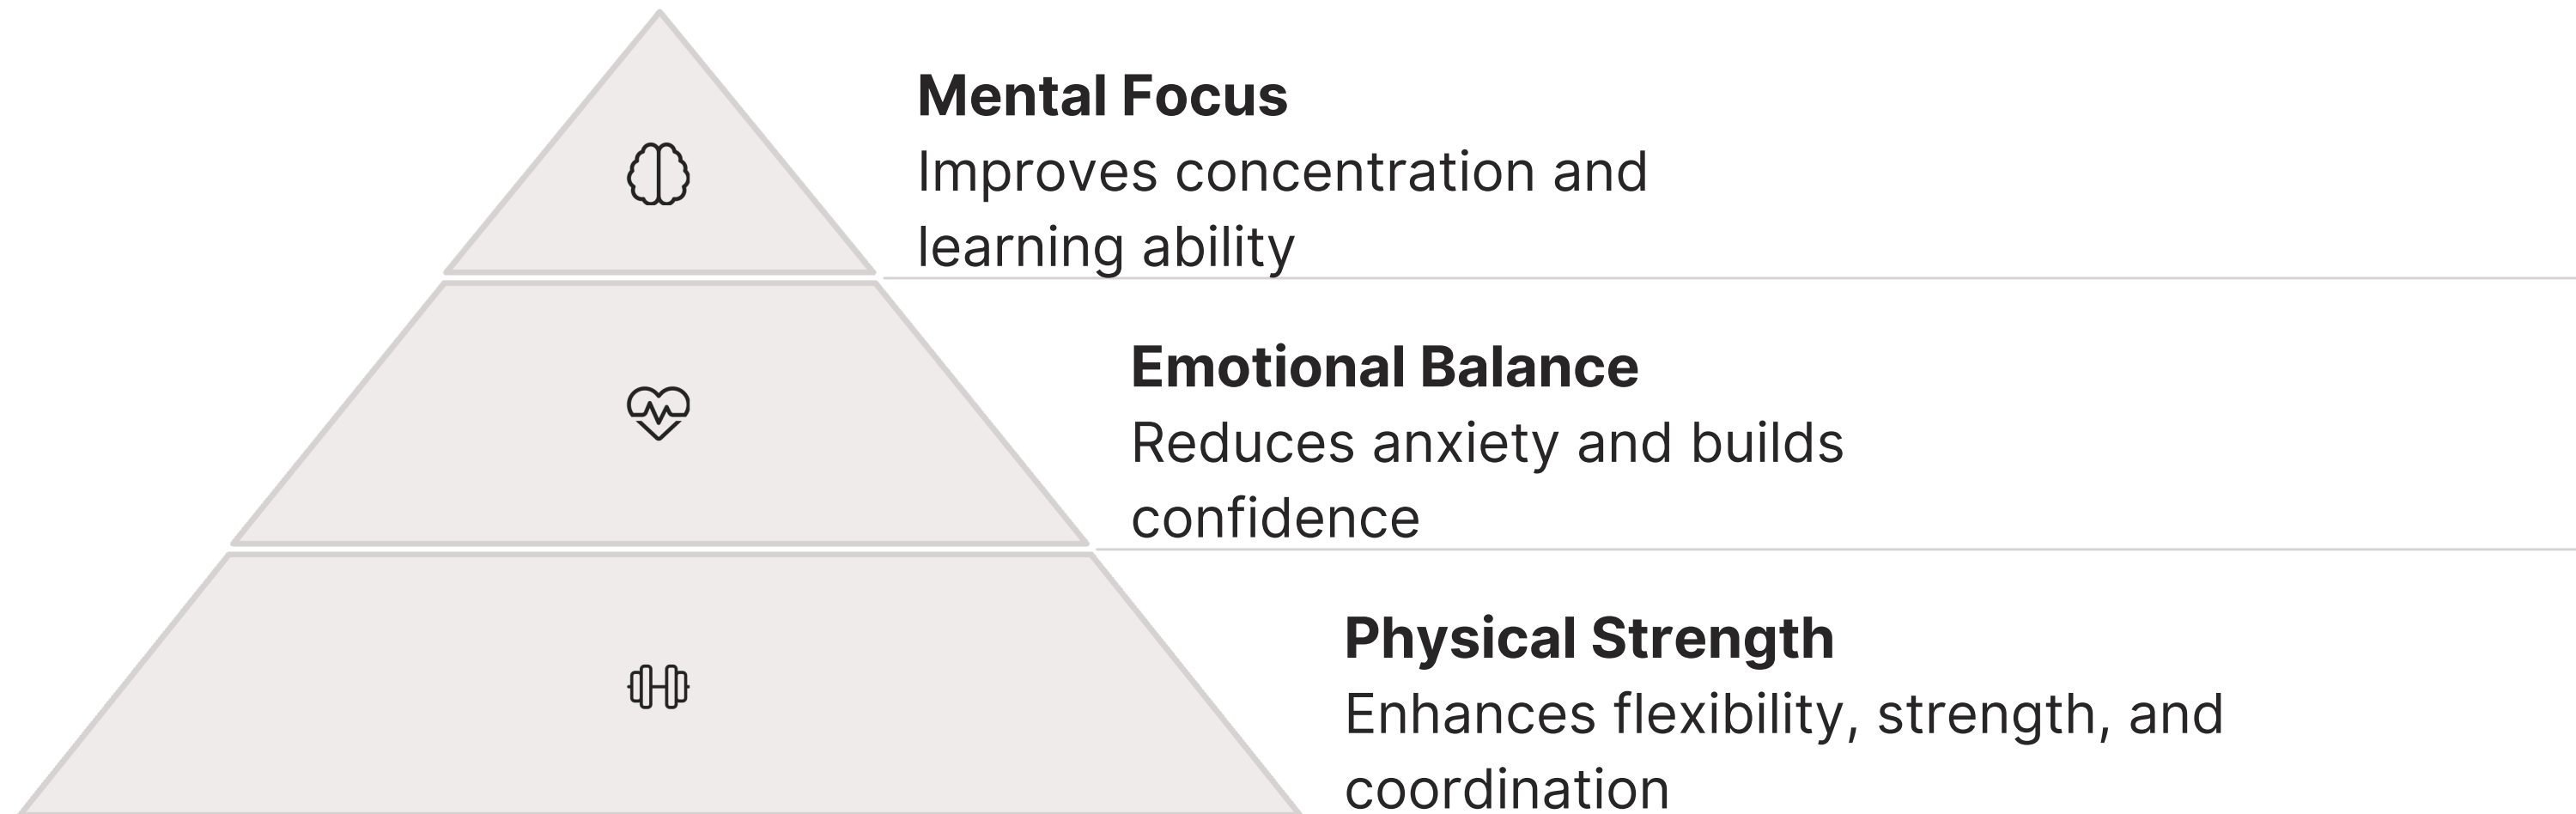 Mental Focus
Improves concentration and
learning ability
Emotional Balance
Reduces anxiety and builds
confidence
Physical Strength
Enhances flexibility, strength, and
coordination